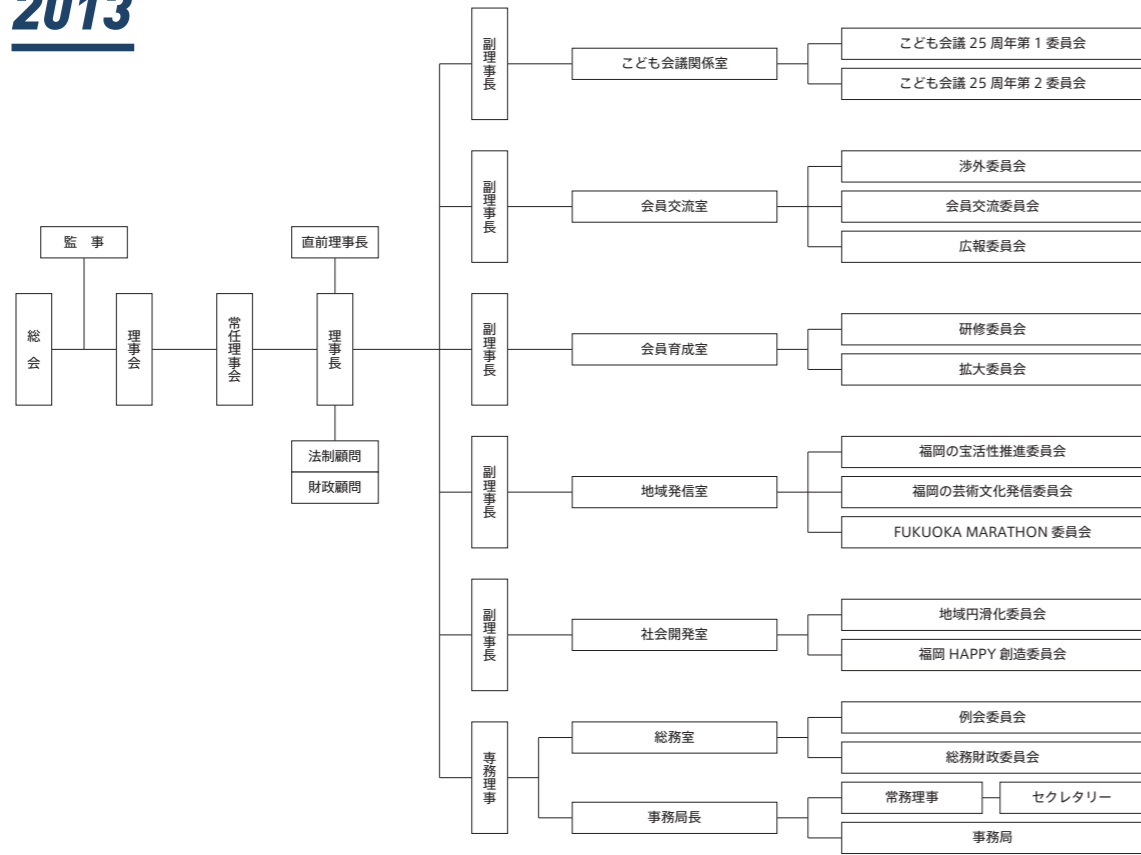 2013
監　事
総会
理事会
常任理事会
直前理事長
理事長
法制顧問
財政顧問
副理事長
こども会議関係室
こども会議 25 周年第 1 委員会
こども会議 25 周年第 2 委員会
副理事長
会員交流室
渉外委員会
会員交流委員会
広報委員会
副理事長
会員育成室
研修委員会
拡大委員会
副理事長
地域発信室
福岡の宝活性推進委員会
福岡の芸術文化発信委員会
FUKUOKA MARATHON 委員会
副理事長
社会開発室
地域円滑化委員会
福岡 HAPPY 創造委員会
専務理事
総務室
例会委員会
総務財政委員会
事務局長
常務理事
セクレタリー
事務局